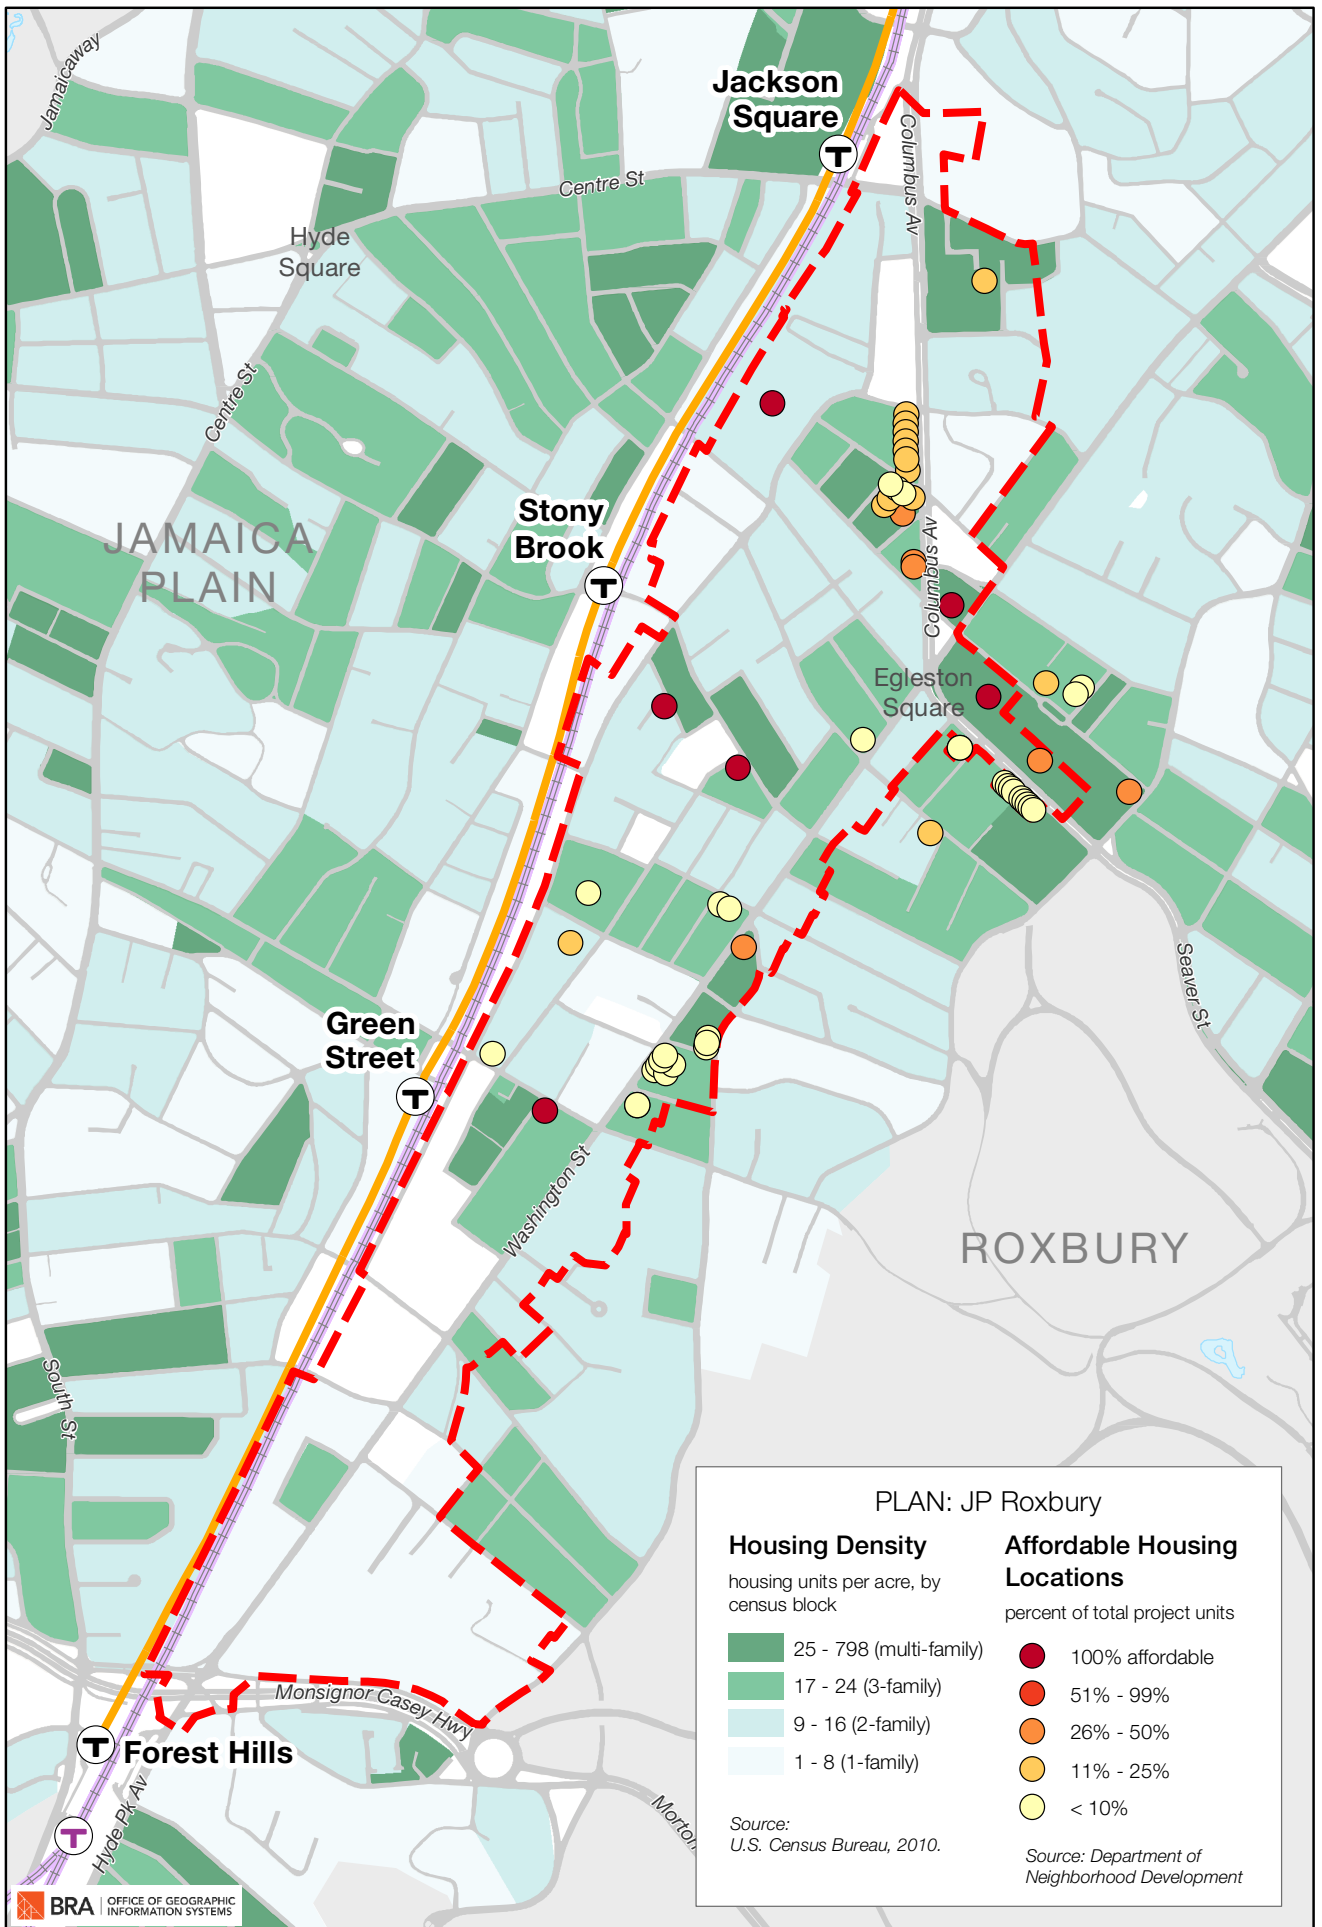 Jamaicaway
Jackson
Square
T
Columbus Av
Centre St
Hyde
Square
Centre St
JAMAICA
PLAIN
Stony
Brook
T
Columbus Av
Egleston
Square
Seaver St
Green
Street
T
Washington St
ROXBURY
South St
Monsignor Casey Hwy
T
Forest Hills
T
Hyde Pk Av
Morton
PLAN: JP Roxbury
Housing Density
housing units per acre, by
census block
25 - 798 (multi-family)
17 - 24 (3-family)
9 - 16 (2-family)
1 - 8 (1-family)
Source:
U.S. Census Bureau, 2010.
Affordable Housing
Locations
percent of total project units
100% affordable
51% - 99%
26% - 50%
11% - 25%
< 10%
Source: Department of
Neighborhood Development
BRA
OFFICE OF GEOGRAPHIC
INFORMATION SYSTEMS